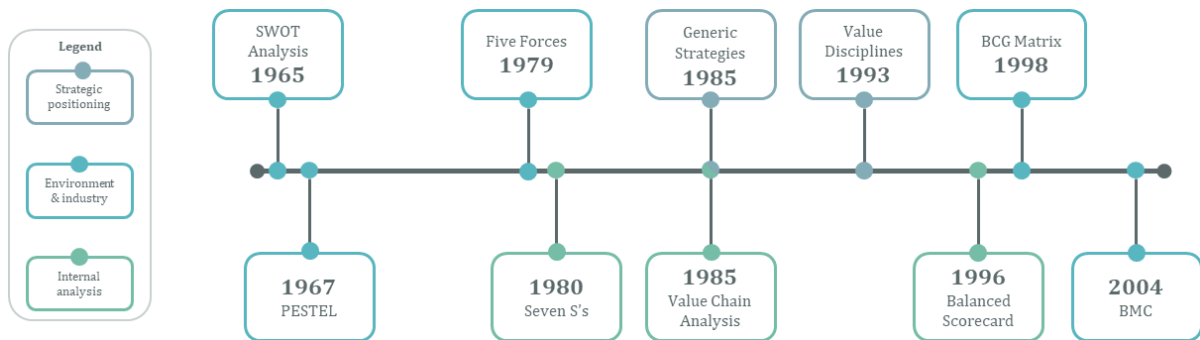 Legend
Strategic
positioning
Environment
& industry
Internal
analysis
SWOT
Analysis
1965
Five Forces
1979
Generic
Strategies
1985
Value
Disciplines
1993
BCG Matrix
1998
1967
PESTEL
1980
Seven S's
1985
Value Chain
Analysis
1996
Balanced
Scorecard
2004
BMC